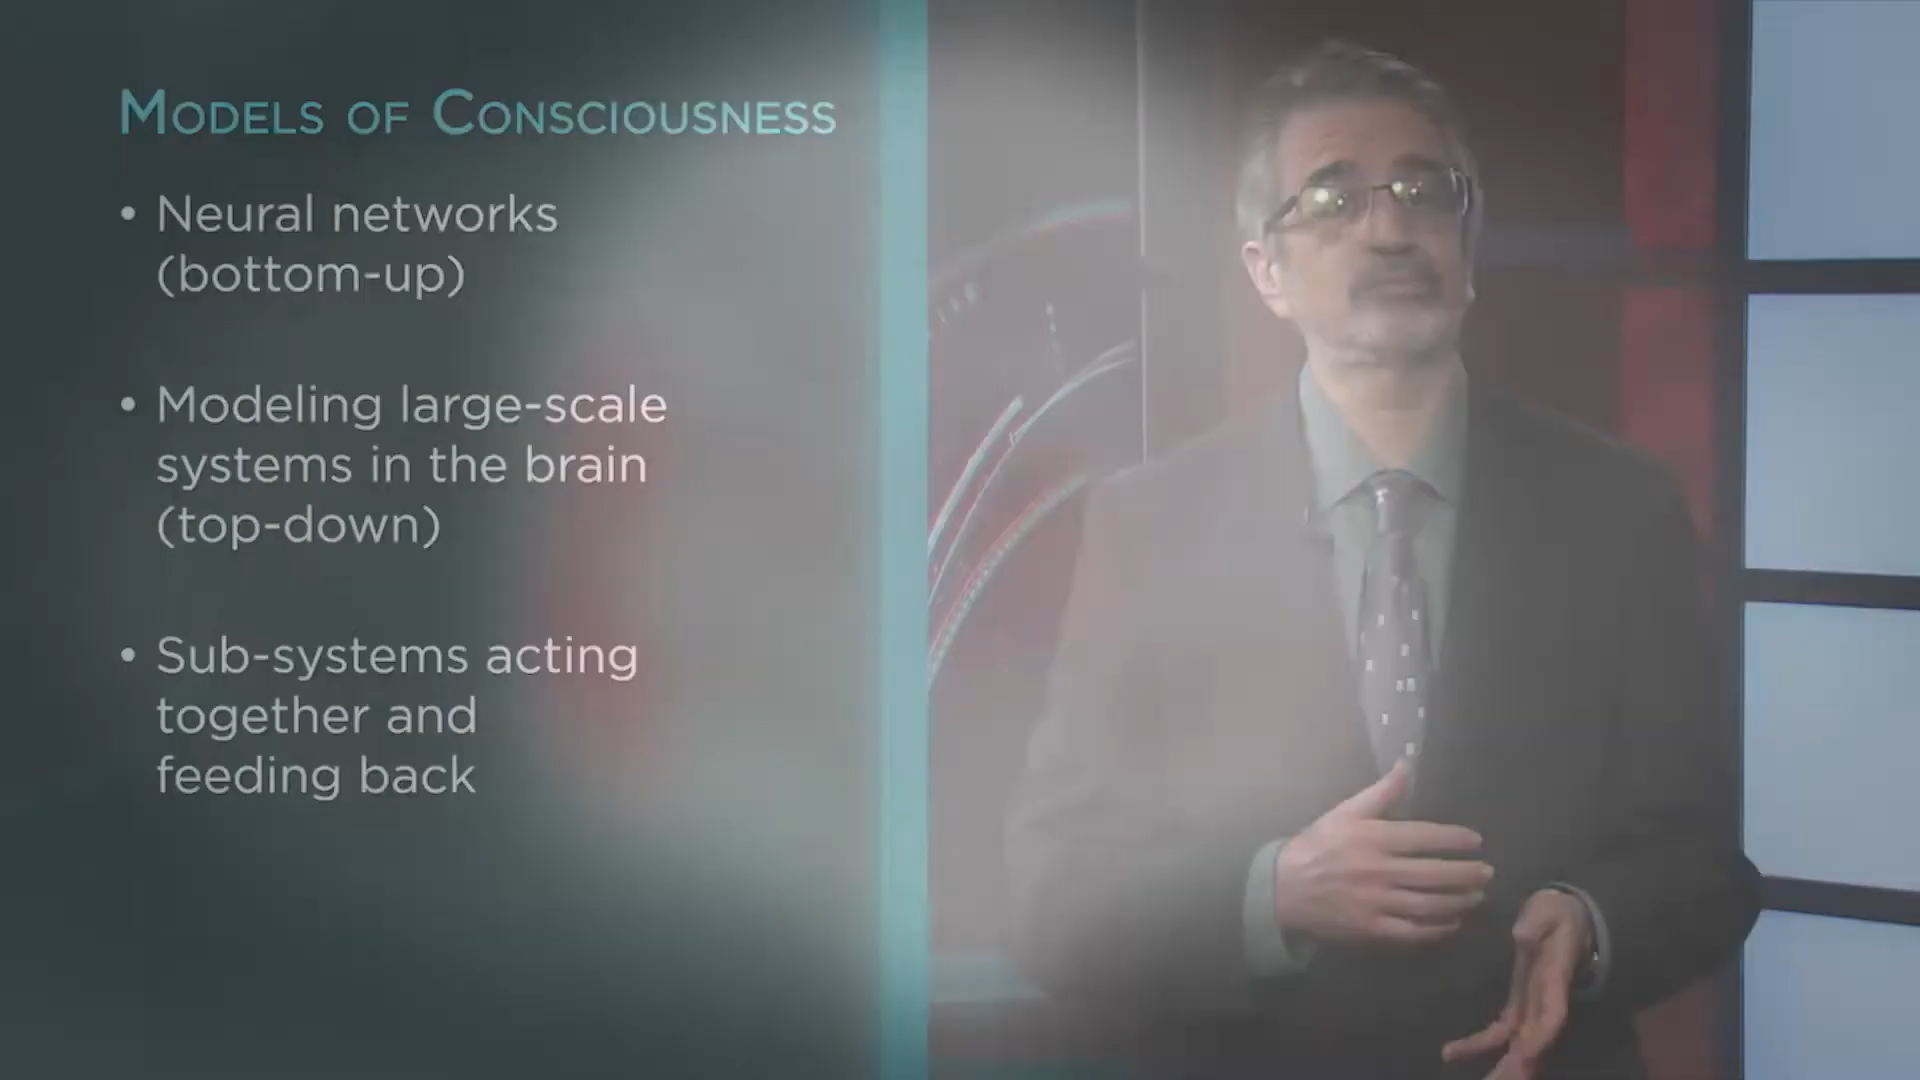 MODELS OF CONSCIOUSNESS
• Neural networks
(bottom-up)
• Modeling large-scale
systems in the brain
(top-down)
• Sub-systems acting
together and
feeding back